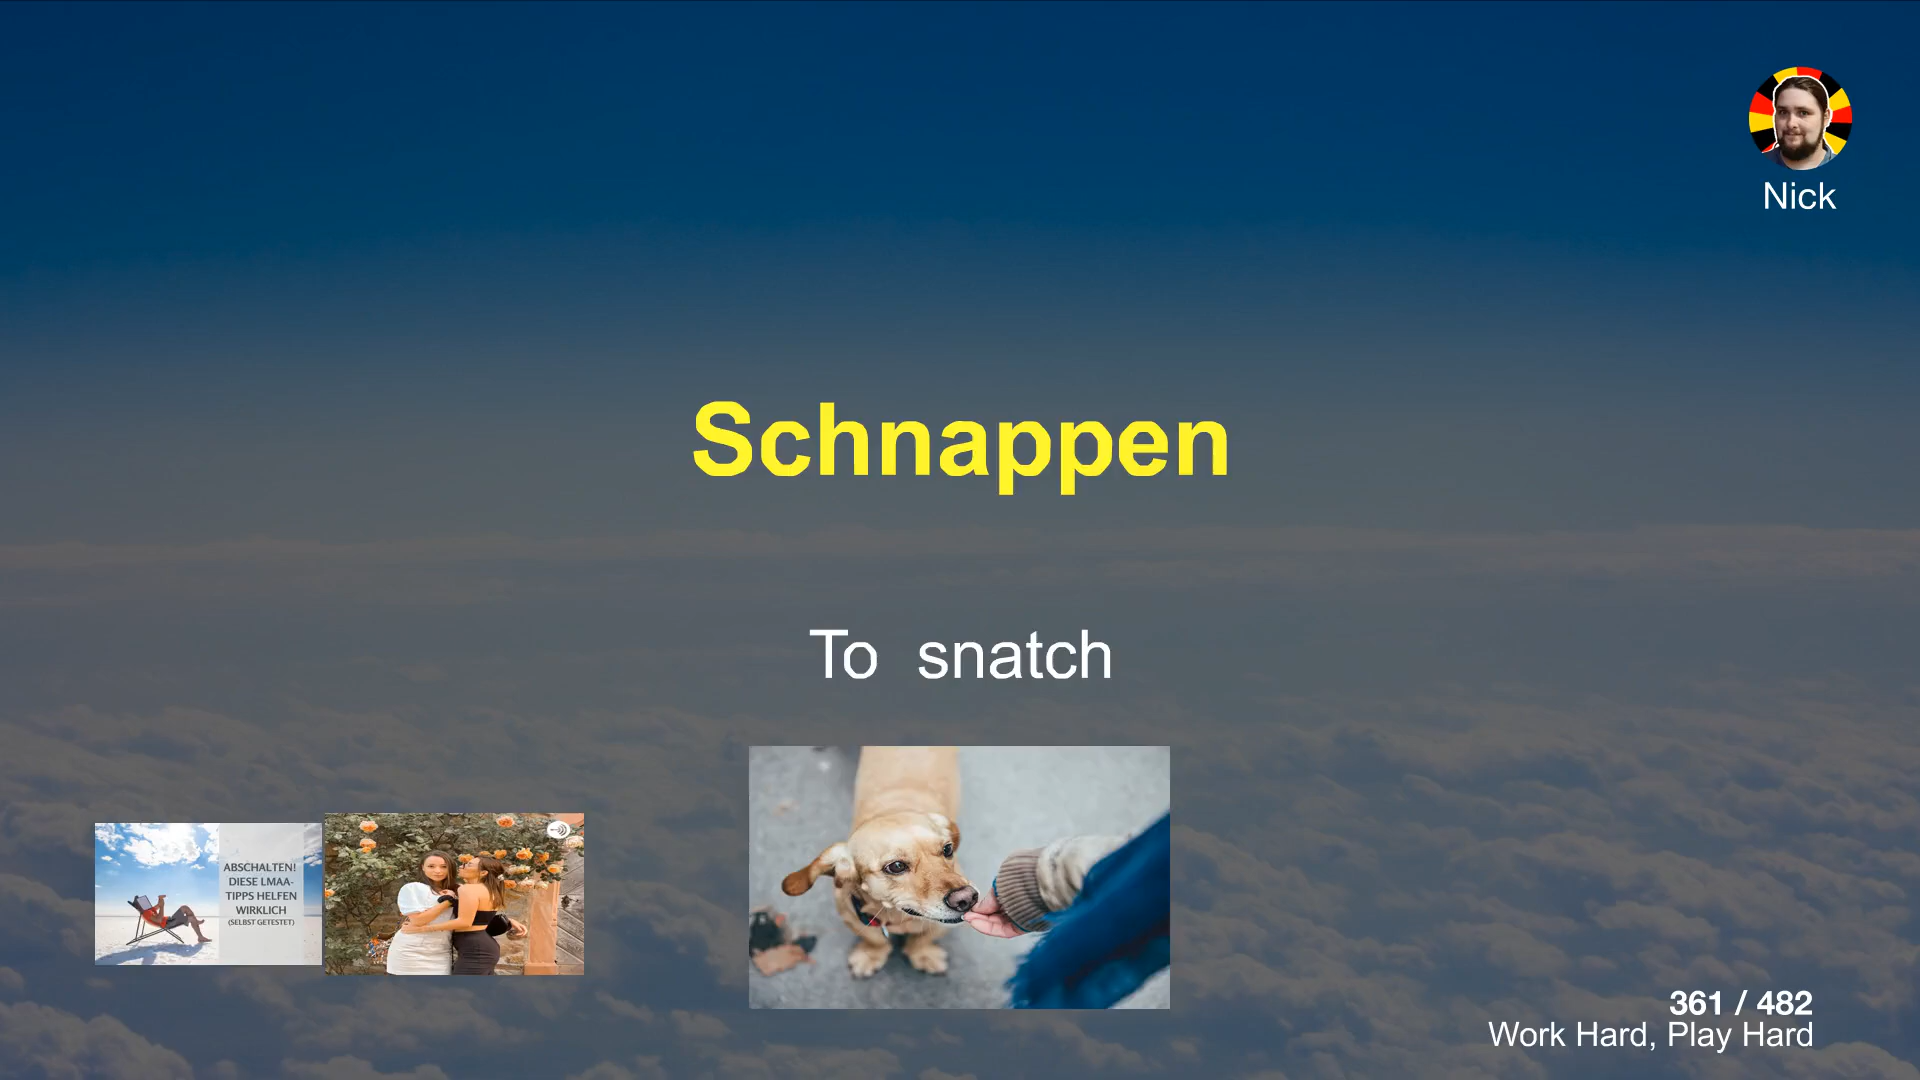 Nick
Schnappen
To snatch
ABSCHALTEN!
DIESE LMAA-
TIPPS HELFEN
WIRKLICH
(SELBST GETESTET)
361 / 482
Work Hard, Play Hard